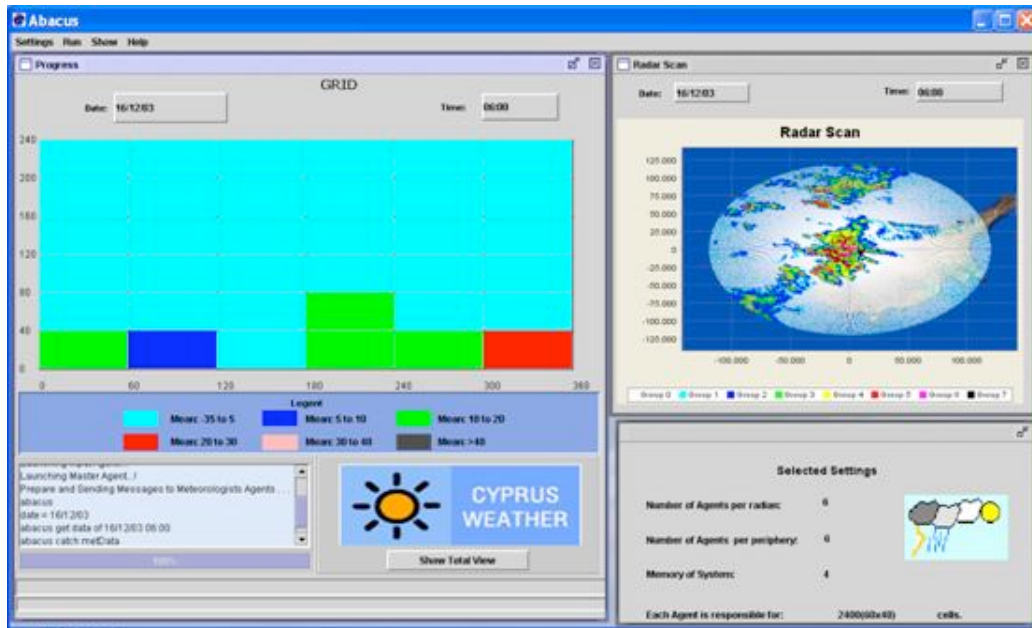 Abacus
Settings Run Show Help
Progress
GRID
Date: 16/12/03
Time: 06:00
240
200
160
120
80
40
0
0 60 120 180 240 300 360
Legent
Mean: -35 to 5 Mean: 5 to 10 Mean: 10 to 20
Mean: 20 to 30 Mean: 30 to 40 Mean: >40
Launching Master Agent../
Prepare and Sending Messages to Meteorologists Agents . . .
abacus
date = 16/12/03
abacus get data of 16/12/03 06:00
abacus catch metData
100%
CYPRUS
WEATHER
Show Total View
Radar Scan
Date: 16/12/03
Time: 06:00
Radar Scan
125.000
100.000
75.000
50.000
25.000
0
-25.000
-50.000
-75.000
-100.000
-125.000
-100.000 -50.000 0 50.000 100.000
Group 0 Group 1 Group 2 Group 3 Group 4 Group 5 Group 6 Group 7
Selected Settings
Number of Agents per radian: 6
Number of Agents per periphery: 6
Memory of System: 4
Each Agent is responsible for: 2400(60x40) cells.